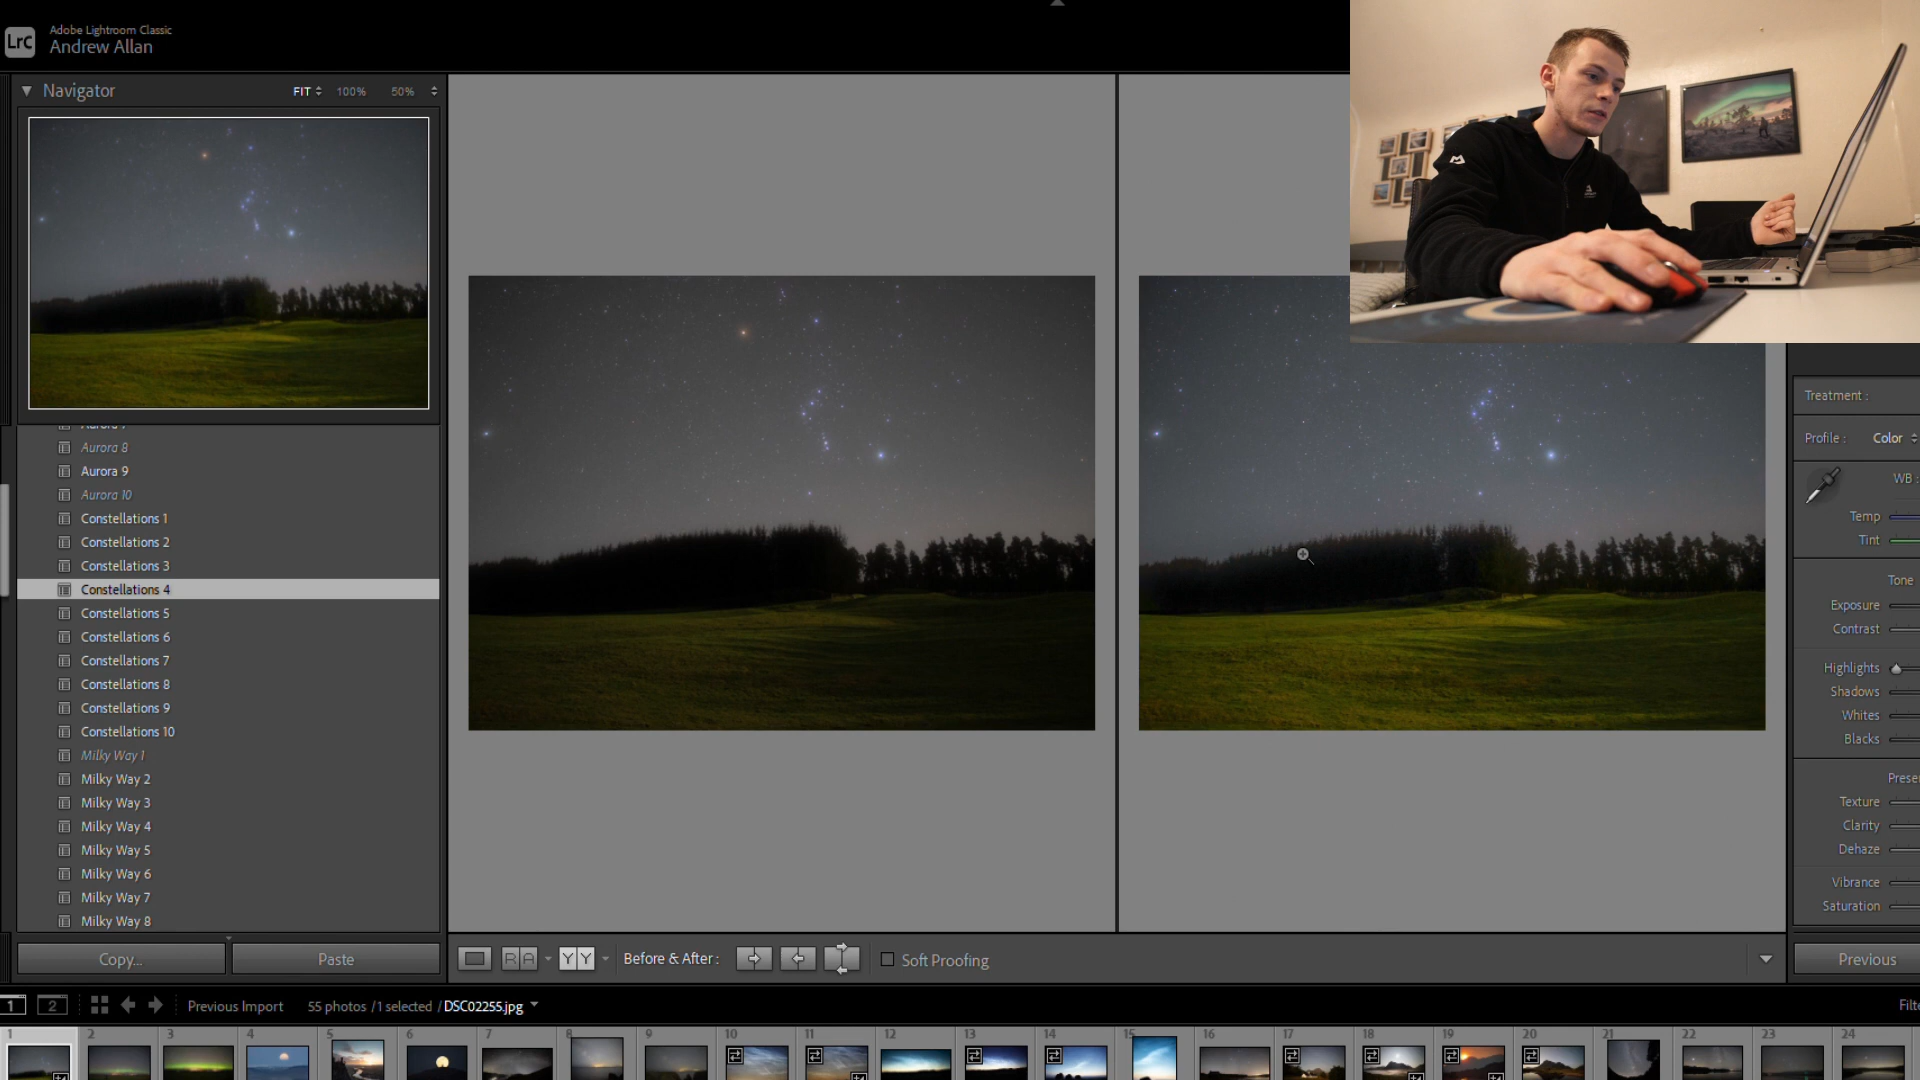 LrC
Adobe Lightroom Classic
Andrew Allan
Navigator
FIT
100%
50%
Aurora 8
Aurora 9
Aurora 10
Constellations 1
Constellations 2
Constellations 3
Constellations 4
Constellations 5
Constellations 6
Constellations 7
Constellations 8
Constellations 9
Constellations 10
Milky Way 1
Milky Way 2
Milky Way 3
Milky Way 4
Milky Way 5
Milky Way 6
Milky Way 7
Milky Way 8
Copy...
Paste
R A
Y Y
Before & After :
Soft Proofing
Treatment :
Profile :
Color
WB :
Temp
Tint
Tone
Exposure
Contrast
Highlights
Shadows
Whites
Blacks
Texture
Clarity
Dehaze
Vibrance
Saturation
Previous
1
2
Previous Import
55 photos / 1 selected / DSC02255.jpg
1 2 3 4 5 6 7 8 9 10 11 12 13 14 15 16 17 18 19 20 21 22 23 24